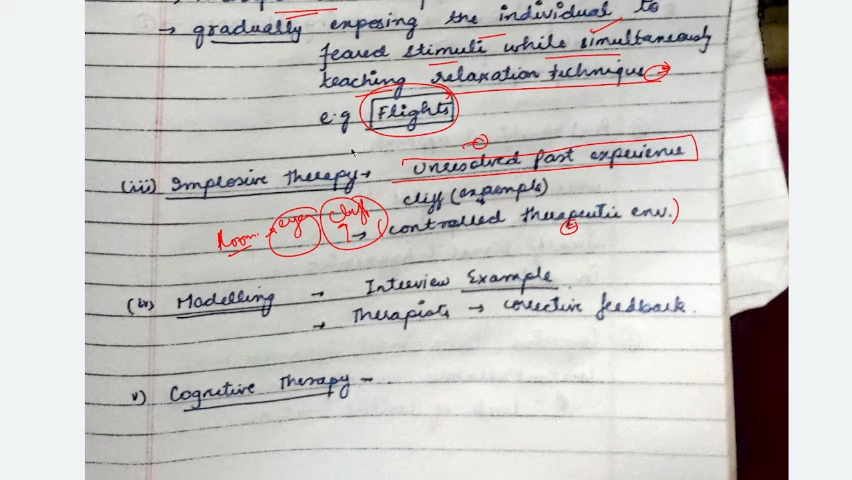 → gradually exposing the individual to
feared stimuli while simultaneously
teaching relaxation technique →
e.g Flights
(iii) Implosive Therapy → Unresolved past experience
cliff (example)
Room eyes cliff → (controlled therapeutic env.)
(iv) Modelling → Interview Example
→ Therapists → corrective feedback.
v) Cognitive Therapy -